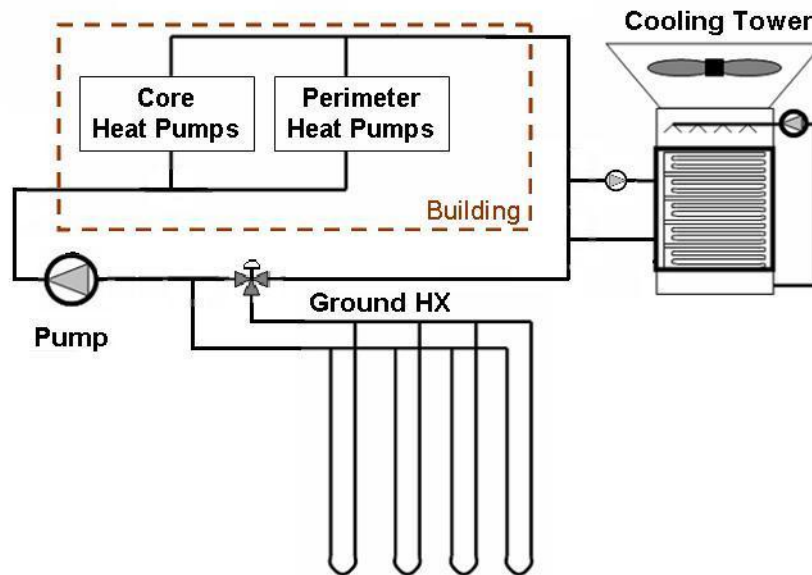 Cooling Tower
Core
Heat Pumps
Perimeter
Heat Pumps
Building
Ground HX
Pump